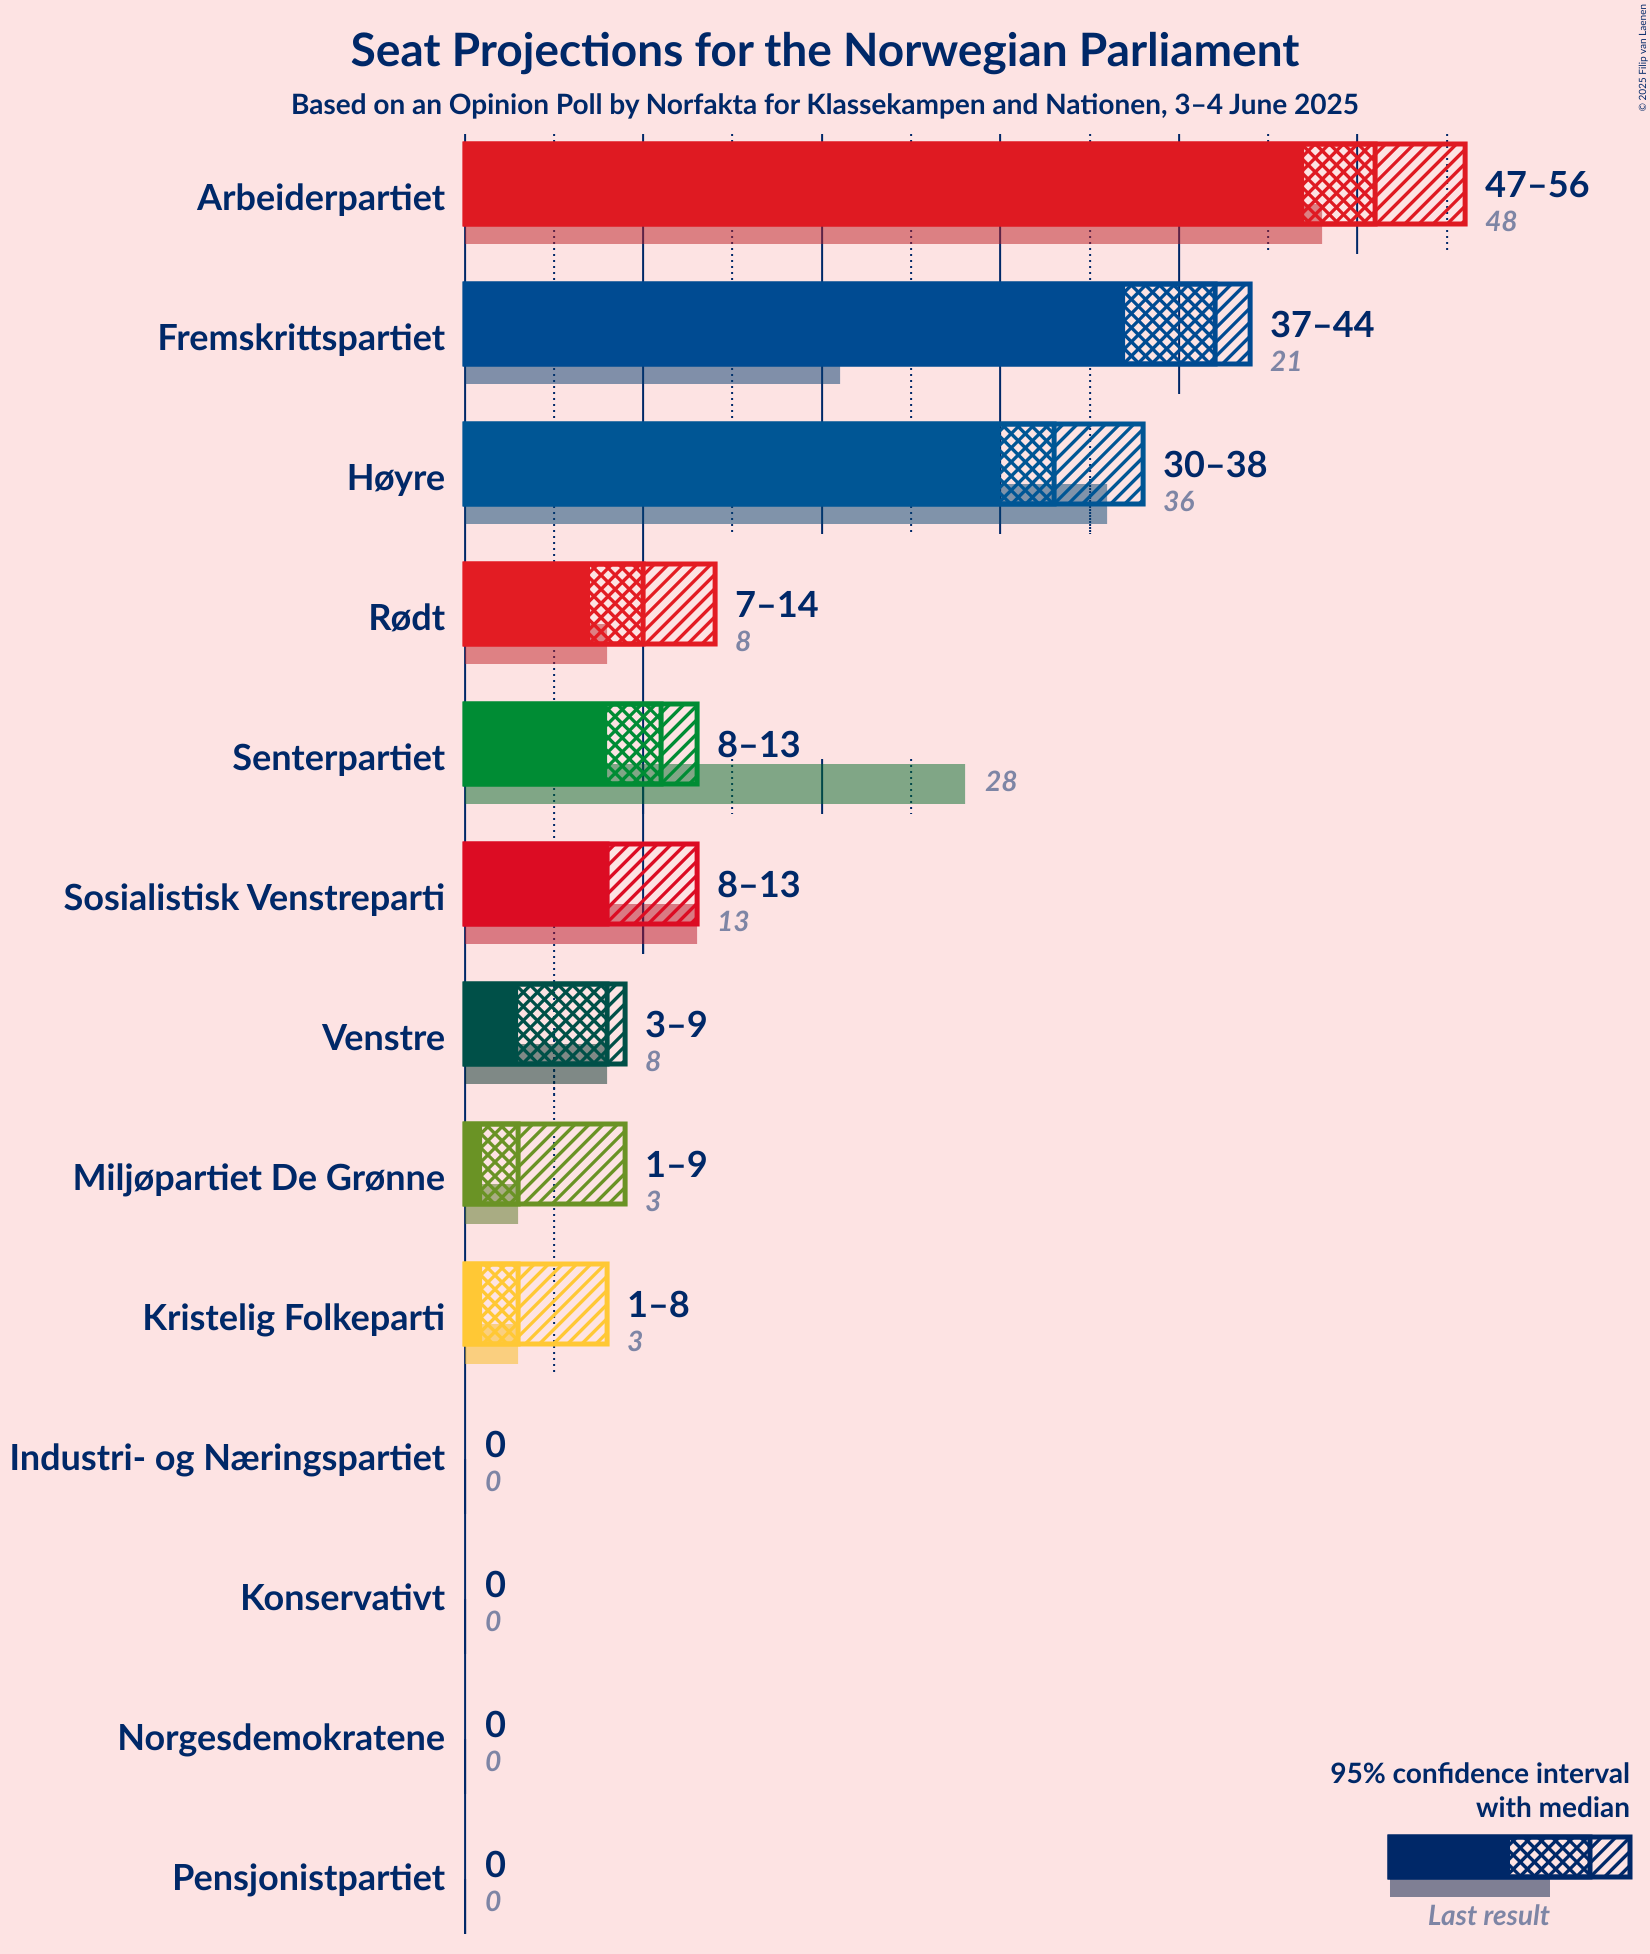 Seat Projections for the Norwegian Parliament
Based on an Opinion Poll by Norfakta for Klassekampen and Nationen, 3–4 June 2025
© 2025 Filip van Laenen
Arbeiderpartiet
47–56
48
Fremskrittspartiet
37–44
21
Høyre
30–38
36
Rødt
7–14
8
Senterpartiet
8–13
28
Sosialistisk Venstreparti
8–13
13
Venstre
3–9
8
Miljøpartiet De Grønne
1–9
3
Kristelig Folkeparti
1–8
3
Industri- og Næringspartiet
0
0
Konservativt
0
0
Norgesdemokratene
0
0
Pensjonistpartiet
0
0
95% confidence interval
with median
Last result